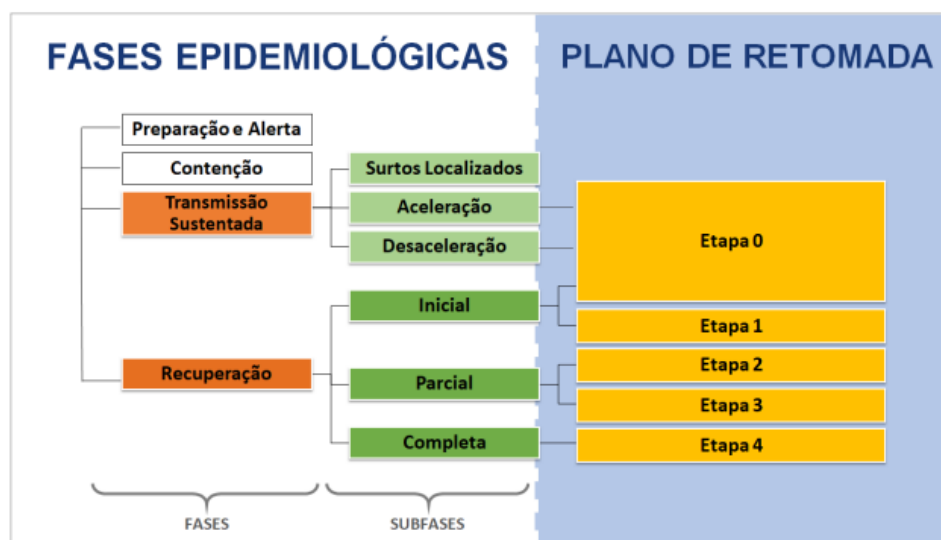 FASES EPIDEMIOLÓGICAS
PLANO DE RETOMADA
Preparação e Alerta
Contenção
Transmissão
Sustentada
Recuperação
Surtos Localizados
Aceleração
Desaceleração
Inicial
Parcial
Completa
Etapa 0
Etapa 1
Etapa 2
Etapa 3
Etapa 4
FASES
SUBFASES